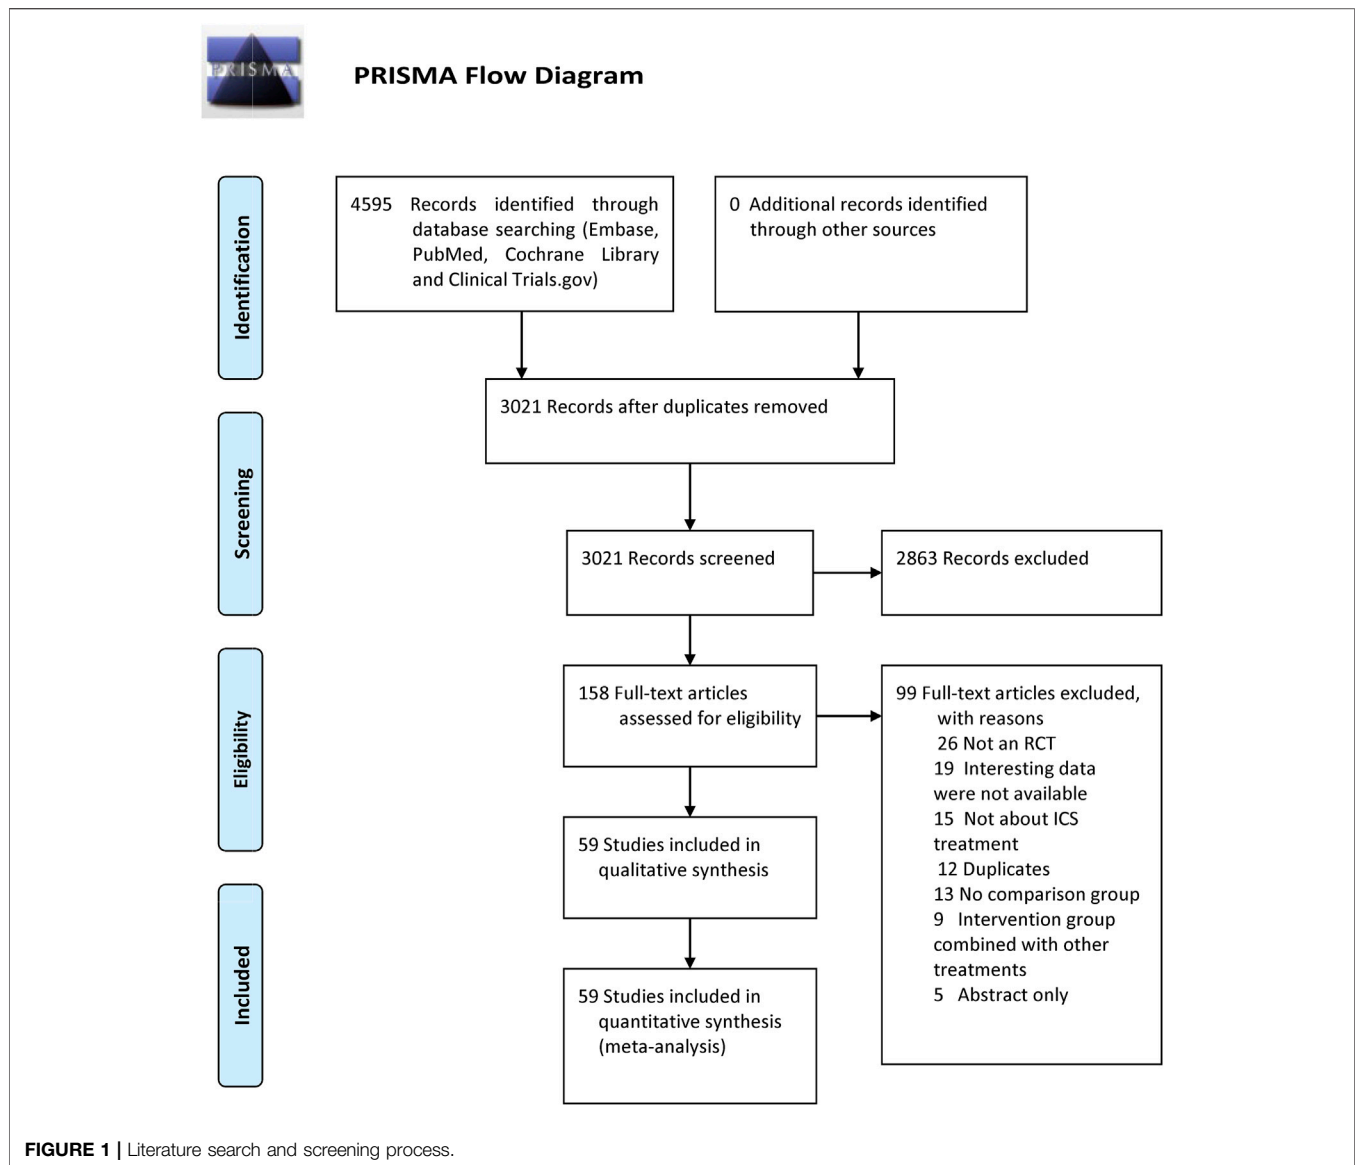 PRISMA
PRISMA Flow Diagram
Identification
4595 Records identified through
database searching (Embase,
PubMed, Cochrane Library
and Clinical Trials.gov)
0 Additional records identified
through other sources
3021 Records after duplicates removed
Screening
3021 Records screened
2863 Records excluded
Eligibility
158 Full-text articles
assessed for eligibility
99 Full-text articles excluded,
with reasons
26 Not an RCT
19 Interesting data
were not available
15 Not about ICS
treatment
12 Duplicates
13 No comparison group
9 Intervention group
combined with other
treatments
5 Abstract only
59 Studies included in
qualitative synthesis
Included
59 Studies included in
quantitative synthesis
(meta-analysis)
FIGURE 1 | Literature search and screening process.